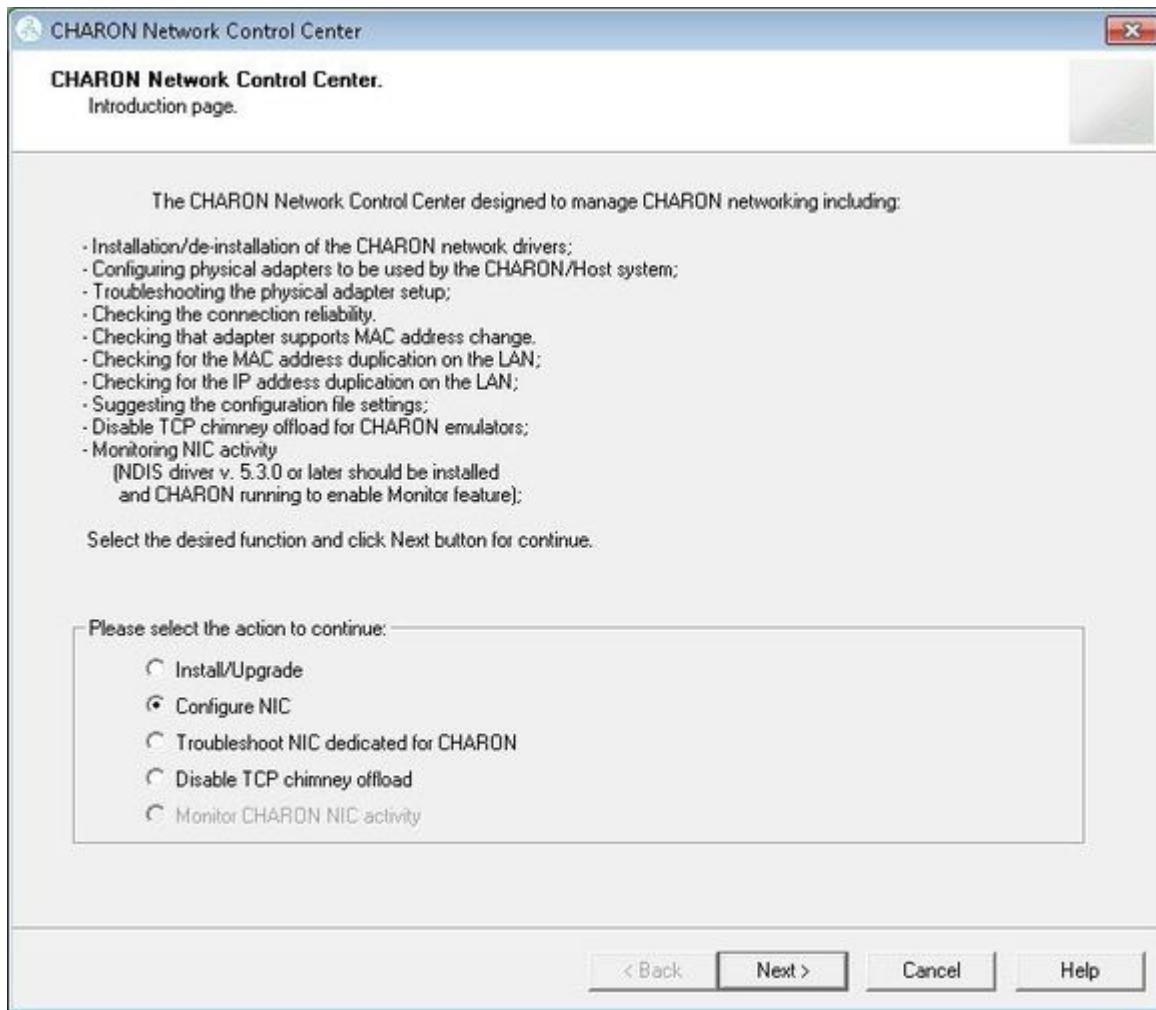 CHARON Network Control Center
CHARON Network Control Center.
Introduction page.
The CHARON Network Control Center designed to manage CHARON networking including:
- Installation/de-installation of the CHARON network drivers;
- Configuring physical adapters to be used by the CHARON/Host system;
- Troubleshooting the physical adapter setup;
- Checking the connection reliability.
- Checking that adapter supports MAC address change.
- Checking for the MAC address duplication on the LAN;
- Checking for the IP address duplication on the LAN;
- Suggesting the configuration file settings;
- Disable TCP chimney offload for CHARON emulators;
- Monitoring NIC activity
(NDIS driver v. 5.3.0 or later should be installed
and CHARON running to enable Monitor feature);
Select the desired function and click Next button for continue.
Please select the action to continue:
Install/Upgrade
Configure NIC
Troubleshoot NIC dedicated for CHARON
Disable TCP chimney offload
Monitor CHARON NIC activity
< Back Next > Cancel Help